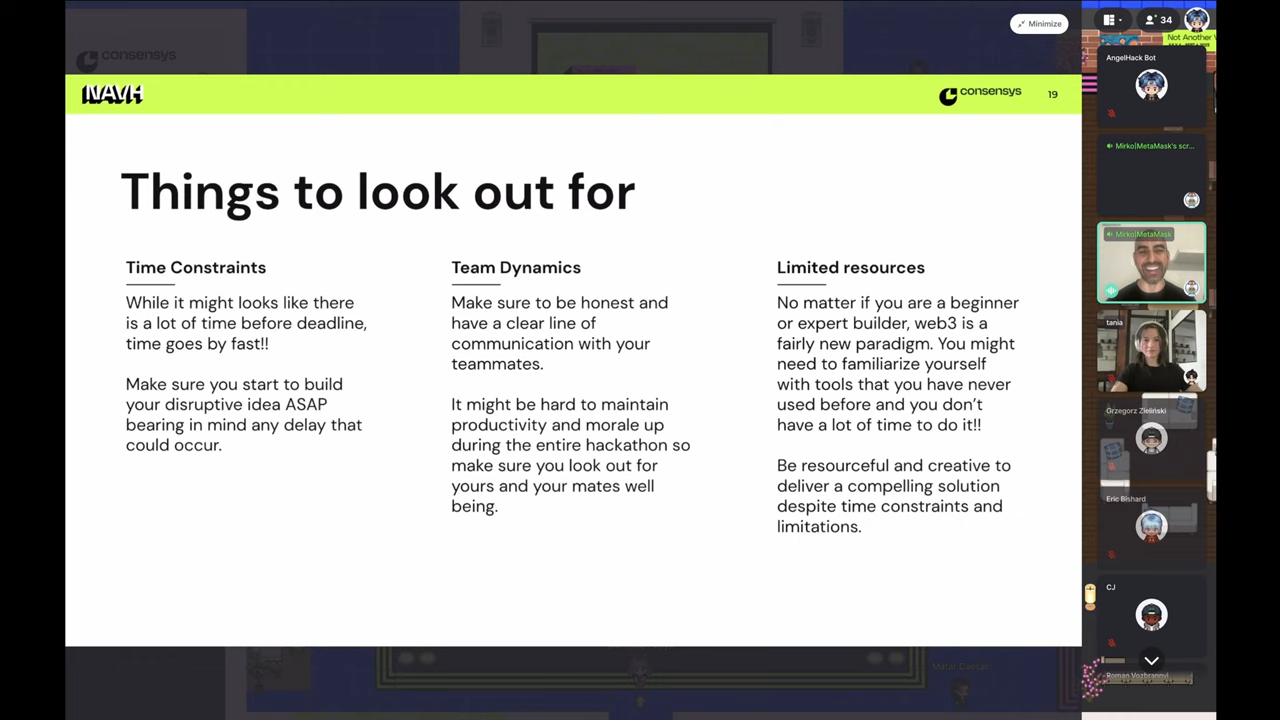 consensys
Minimize
34
Not Another V
NAVH
consensys
19
Things to look out for
Time Constraints
While it might looks like there
is a lot of time before deadline,
time goes by fast!!
Make sure you start to build
your disruptive idea ASAP
bearing in mind any delay that
could occur.
Team Dynamics
Make sure to be honest and
have a clear line of
communication with your
teammates.
It might be hard to maintain
productivity and morale up
during the entire hackathon so
make sure you look out for
yours and your mates well
being.
Limited resources
No matter if you are a beginner
or expert builder, web3 is a
fairly new paradigm. You might
need to familiarize yourself
with tools that you have never
used before and you don't
have a lot of time to do it!!
Be resourceful and creative to
deliver a compelling solution
despite time constraints and
limitations.
AngelHack Bot
Mirko|MetaMask's scr...
Mirko|MetaMask
tania
Grzegorz Zieliński
Eric Bishard
CJ
Roman Vozbrannyi